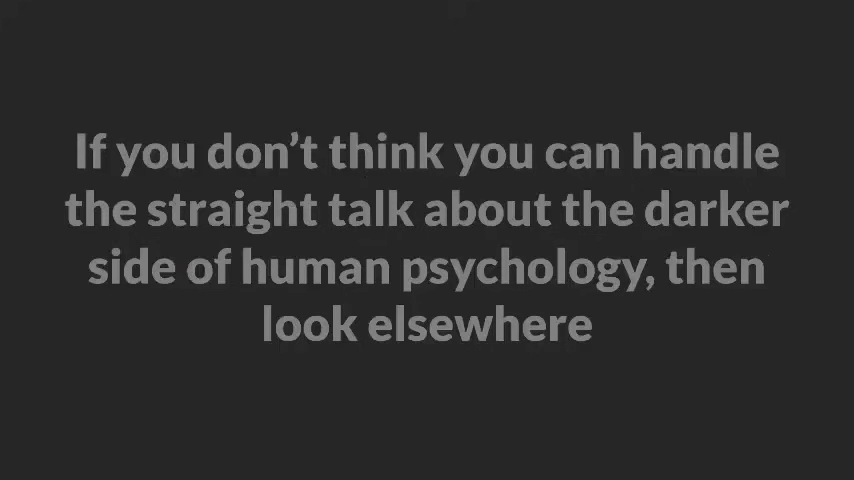 If you don’t think you can handle
the straight talk about the darker
side of human psychology, then
look elsewhere